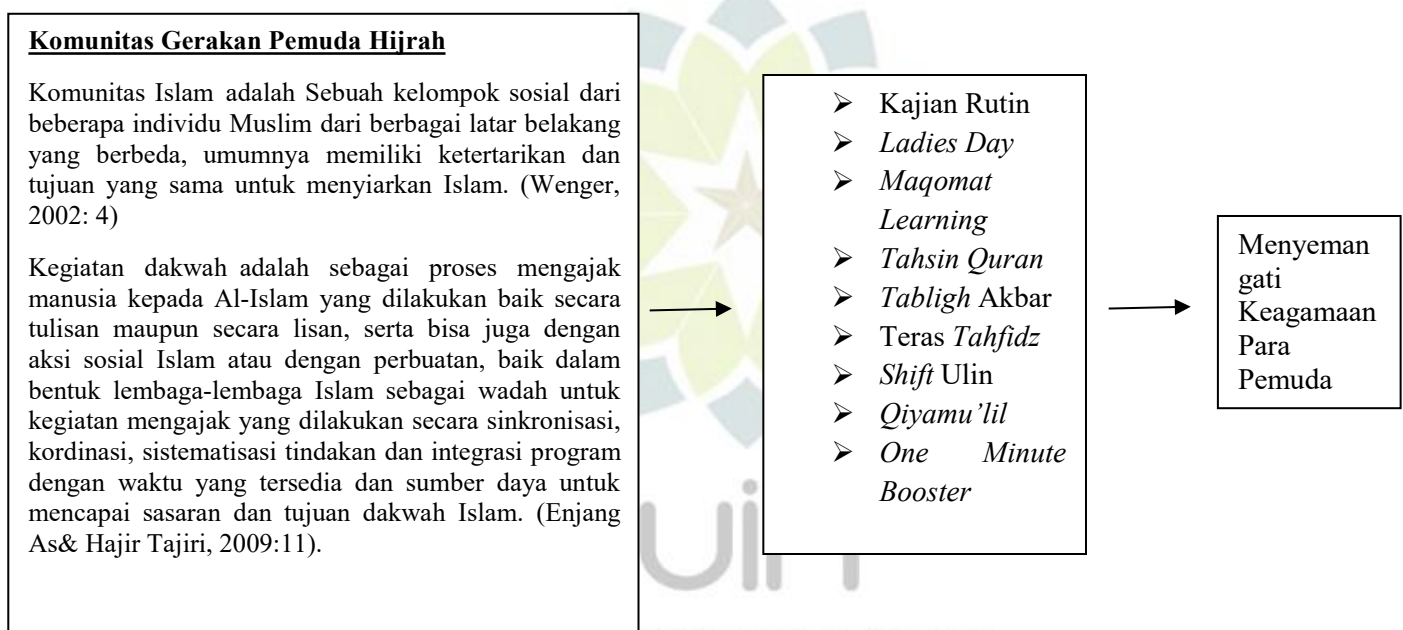 Komunitas Gerakan Pemuda Hijrah
Komunitas Islam adalah Sebuah kelompok sosial dari
beberapa individu Muslim dari berbagai latar belakang
yang berbeda, umumnya memiliki ketertarikan dan
tujuan yang sama untuk menyiarkan Islam. (Wenger,
2002: 4)
Kegiatan dakwah adalah sebagai proses mengajak
manusia kepada Al-Islam yang dilakukan baik secara
tulisan maupun secara lisan, serta bisa juga dengan
aksi sosial Islam atau dengan perbuatan, baik dalam
bentuk lembaga-lembaga Islam sebagai wadah untuk
kegiatan mengajak yang dilakukan secara sinkronisasi,
kordinasi, sistematisasi tindakan dan integrasi program
dengan waktu yang tersedia dan sumber daya untuk
mencapai sasaran dan tujuan dakwah Islam. (Enjang
As& Hajir Tajiri, 2009:11).
➢ Kajian Rutin
➢ Ladies Day
➢ Maqomat
Learning
➢ Tahsin Quran
➢ Tabligh Akbar
➢ Teras Tahfidz
➢ Shift Ulin
➢ Qiyamu’lil
➢ One Minute
Booster
Menyeman
gati
Keagamaan
Para
Pemuda
uin